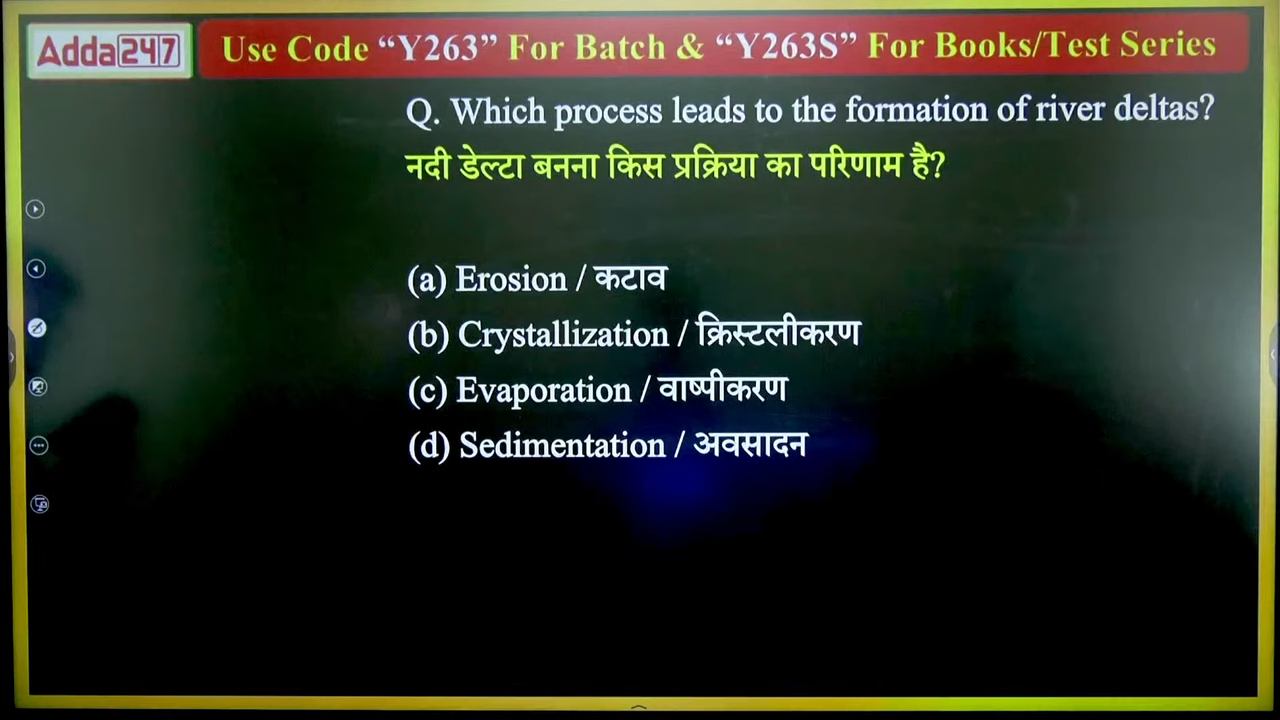 Adda247
Use Code “Y263” For Batch & “Y263S” For Books/Test Series
Q. Which process leads to the formation of river deltas?
नदी डेल्टा बनना किस प्रक्रिया का परिणाम है?
(a) Erosion / कटाव
(b) Crystallization / क्रिस्टलीकरण
(c) Evaporation / वाष्पीकरण
(d) Sedimentation / अवसादन